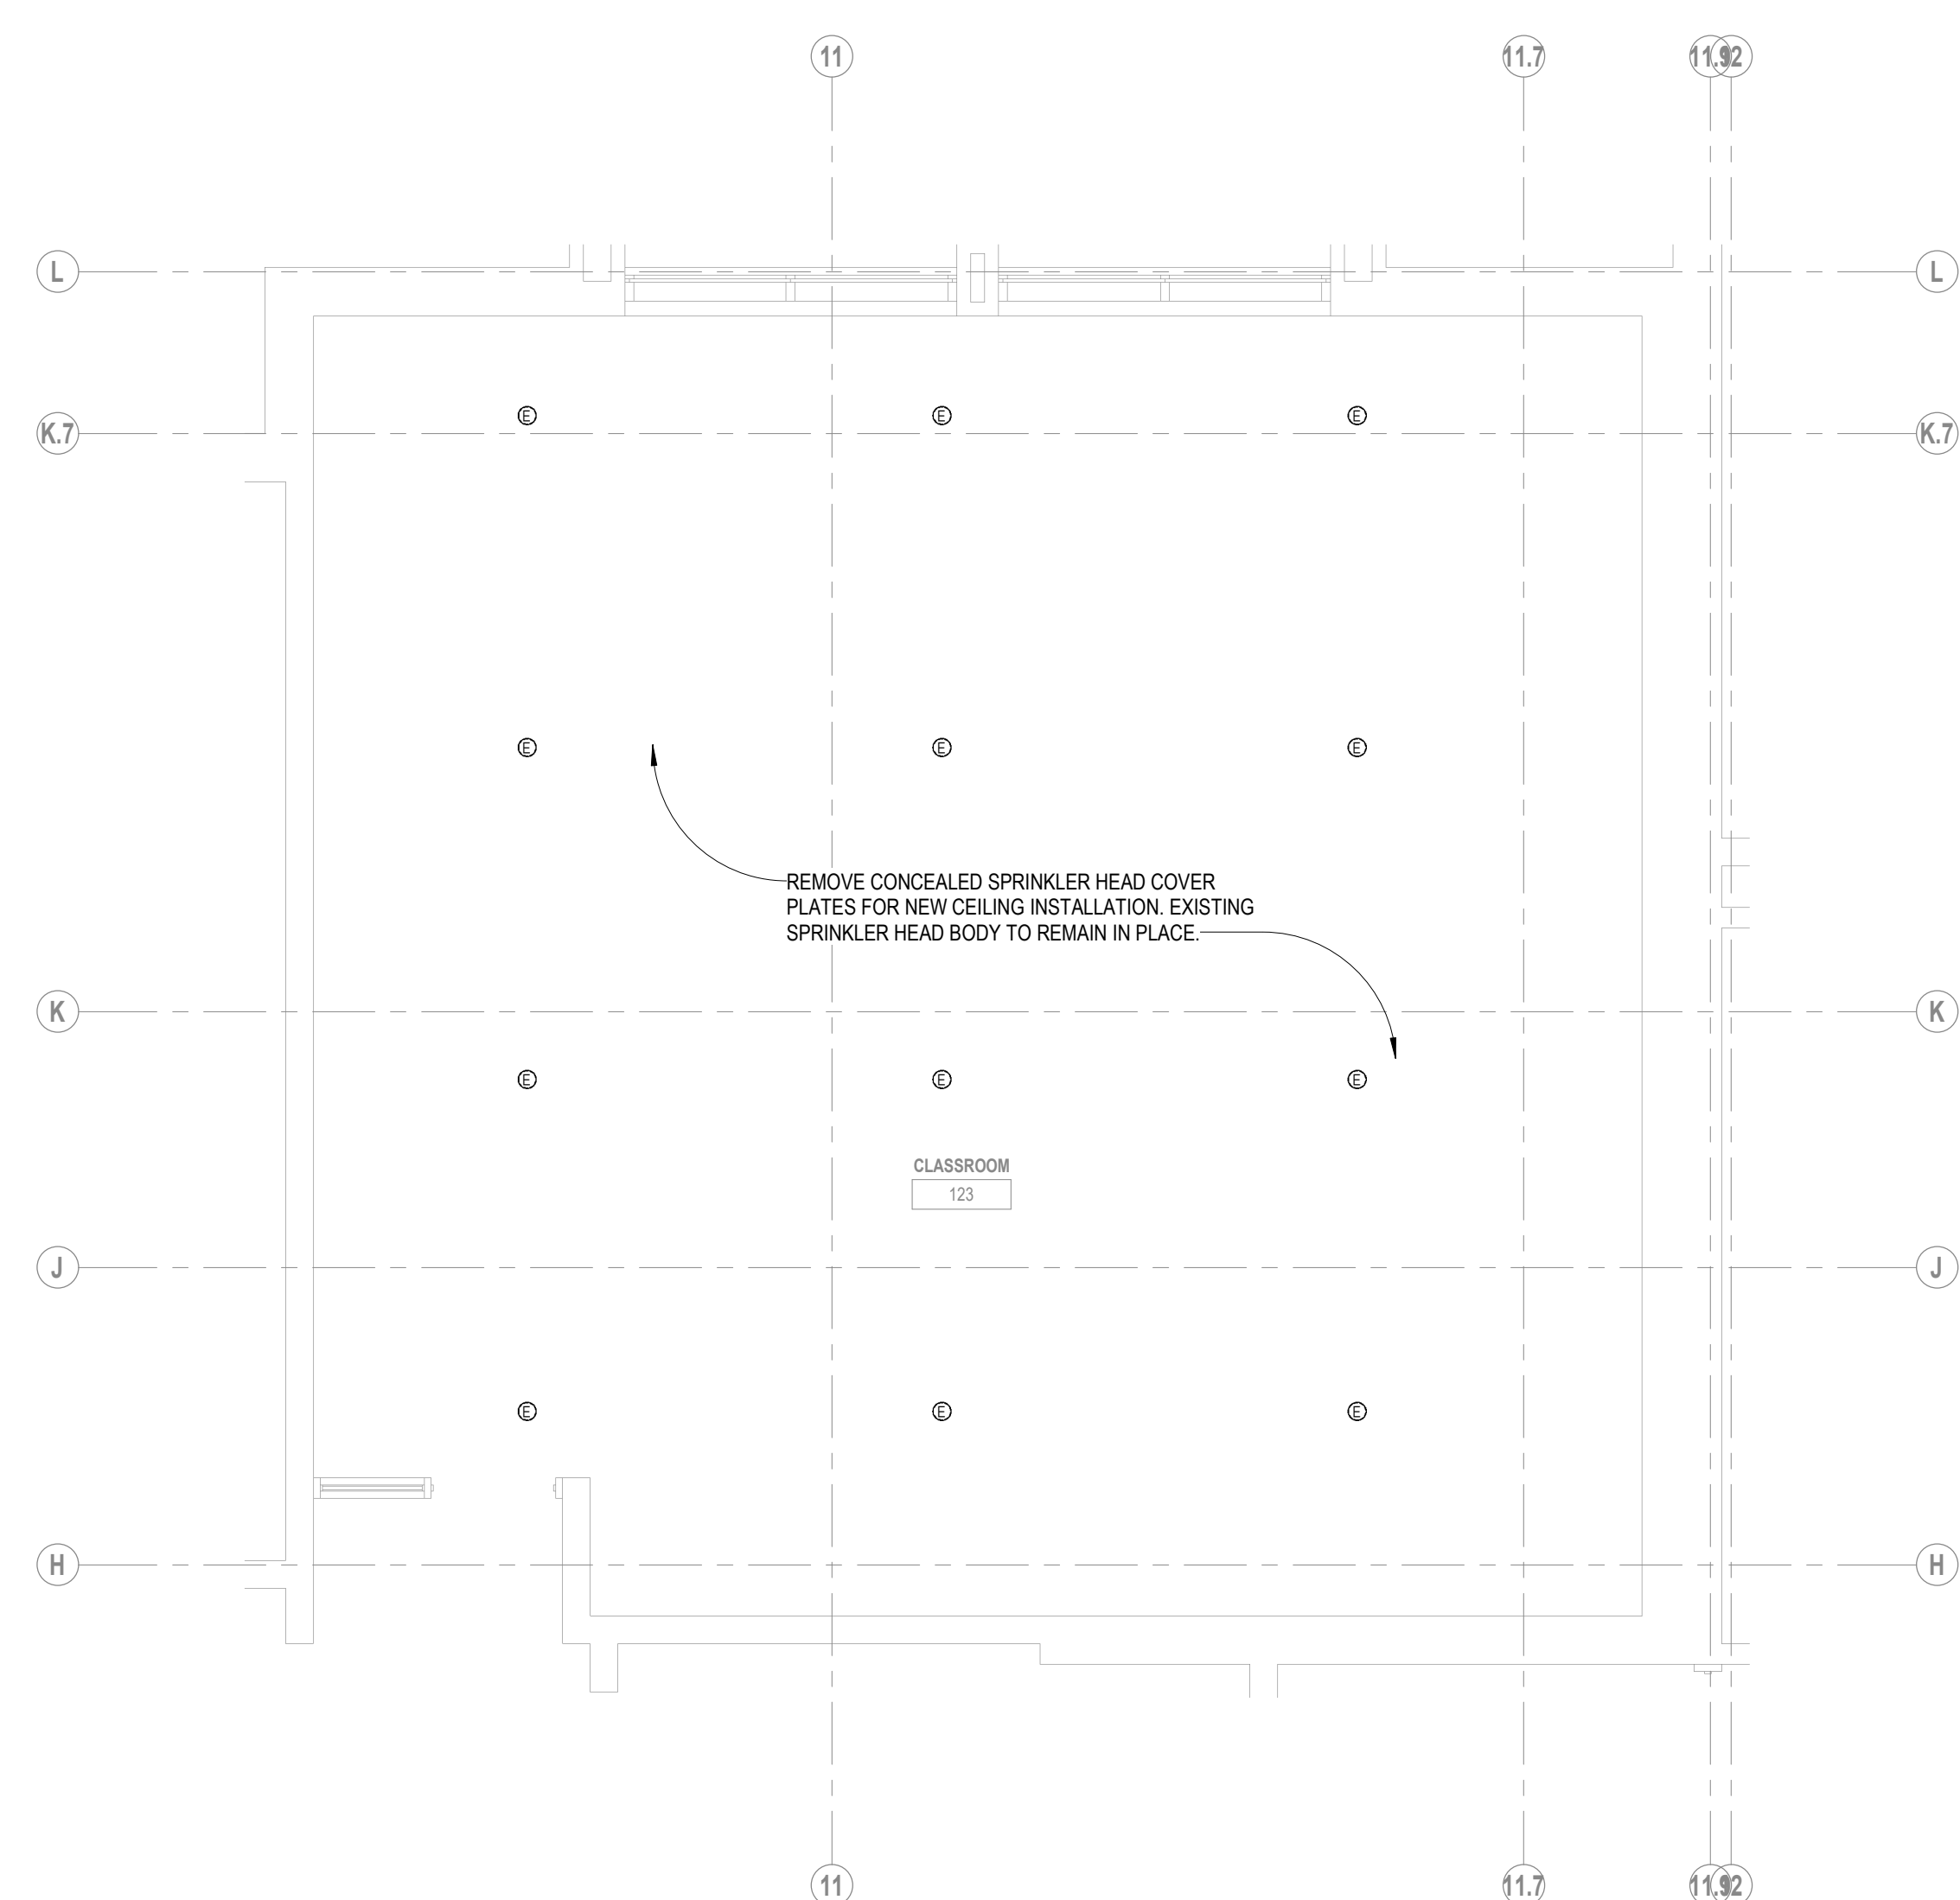 11 11.7 11.9 12
L L
K.7 K.7
E E E
E E E
REMOVE CONCEALED SPRINKLER HEAD COVER
PLATES FOR NEW CEILING INSTALLATION. EXISTING
SPRINKLER HEAD BODY TO REMAIN IN PLACE.
K K
E E E
CLASSROOM
123
J J
E E E
H H
11 11.7 11.9 12